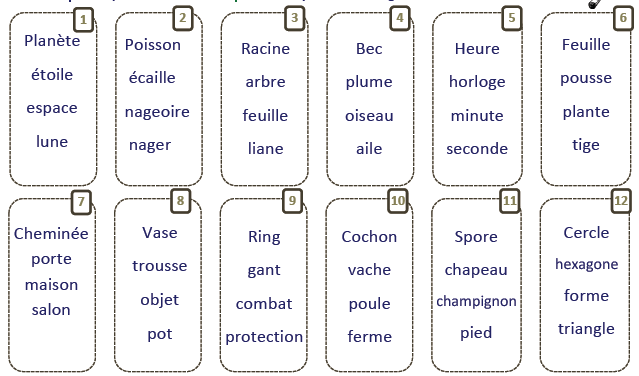 1
Planète
étoile
espace
lune
2
Poisson
écaille
nageoire
nager
3
Racine
arbre
feuille
liane
4
Bec
plume
oiseau
aile
5
Heure
horloge
minute
seconde
6
Feuille
pousse
plante
tige
7
Cheminée
porte
maison
salon
8
Vase
trousse
objet
pot
9
Ring
gant
combat
protection
10
Cochon
vache
poule
ferme
11
Spore
chapeau
champignon
pied
12
Cercle
hexagone
forme
triangle